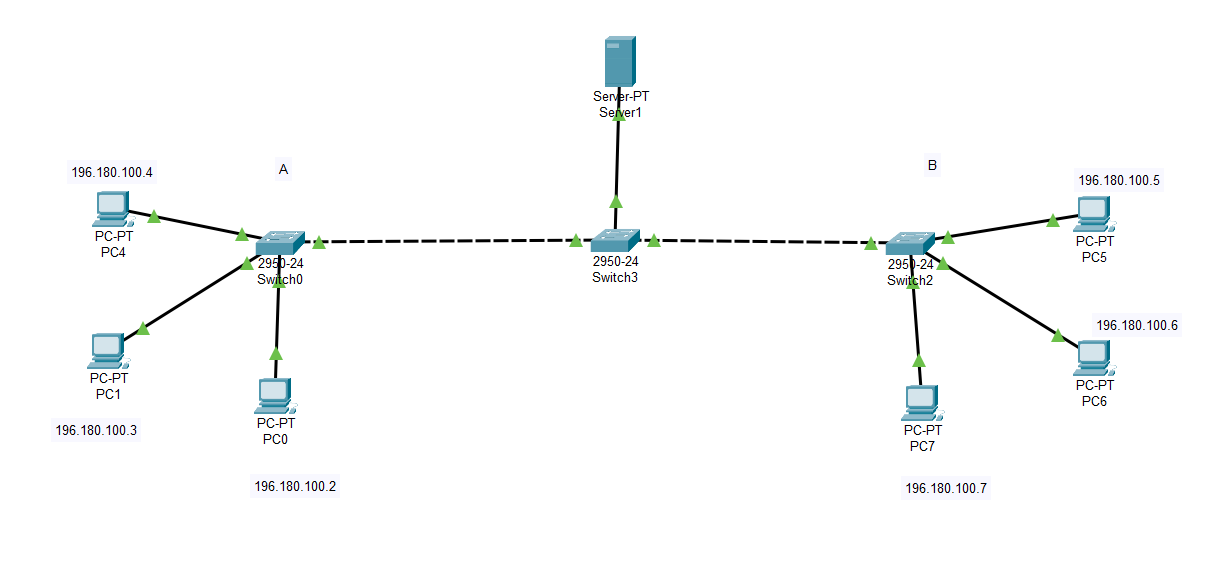 Server-PT
Server1
A
B
196.180.100.4
196.180.100.5
PC-PT
PC4
2950-24
Switch0
2950-24
Switch3
2950-24
Switch2
PC-PT
PC5
196.180.100.6
PC-PT
PC1
PC-PT
PC6
196.180.100.3
PC-PT
PC0
PC-PT
PC7
196.180.100.2
196.180.100.7